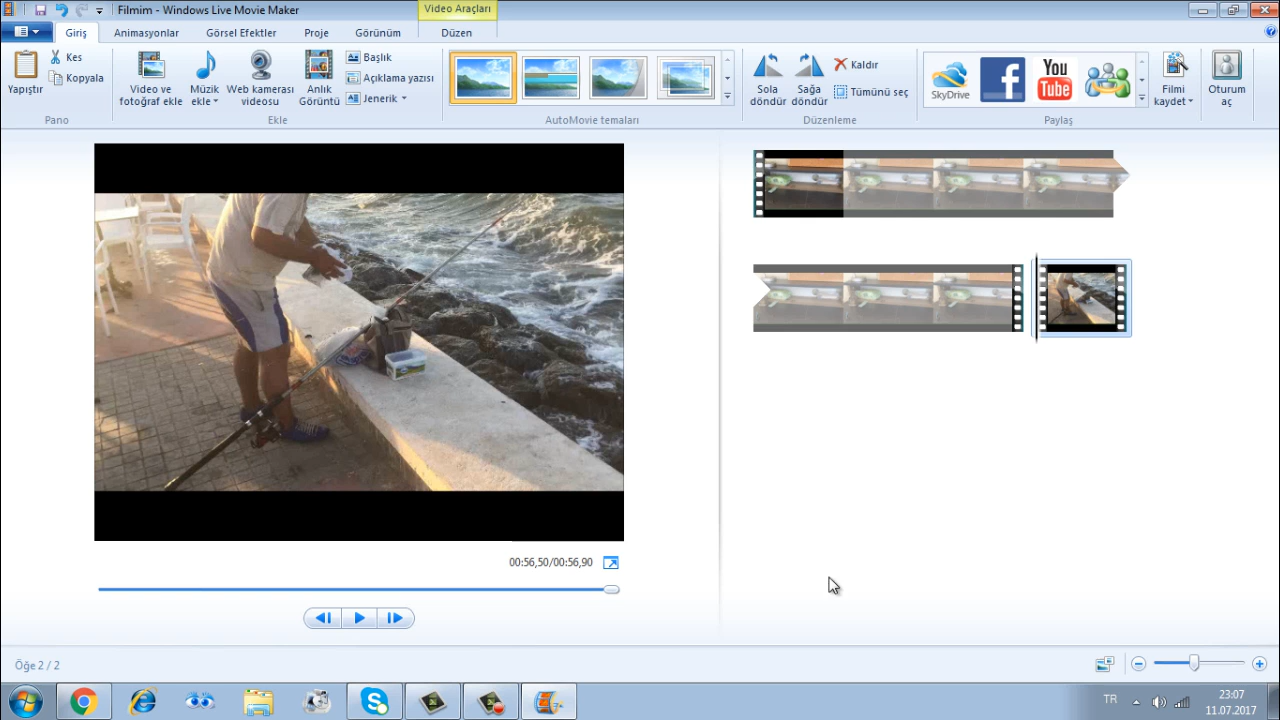 Filmim - Windows Live Movie Maker
Video Araçları
Giriş
Animasyonlar
Görsel Efektler
Proje
Görünüm
Düzen
Yapıştır
Kes
Kopyala
Pano
Video ve
fotoğraf ekle
Müzik
ekle
Web kamerası
videosu
Anlık
Görüntü
Başlık
Açıklama yazısı
Jenerik
Ekle
AutoMovie temaları
Sola
döndür
Sağa
döndür
Kaldır
Tümünü seç
Düzenleme
SkyDrive
You
Tube
Paylaş
Filmi
kaydet
Oturum
aç
00:56,50/00:56,90
Öğe 2 / 2
TR
23:07
11.07.2017